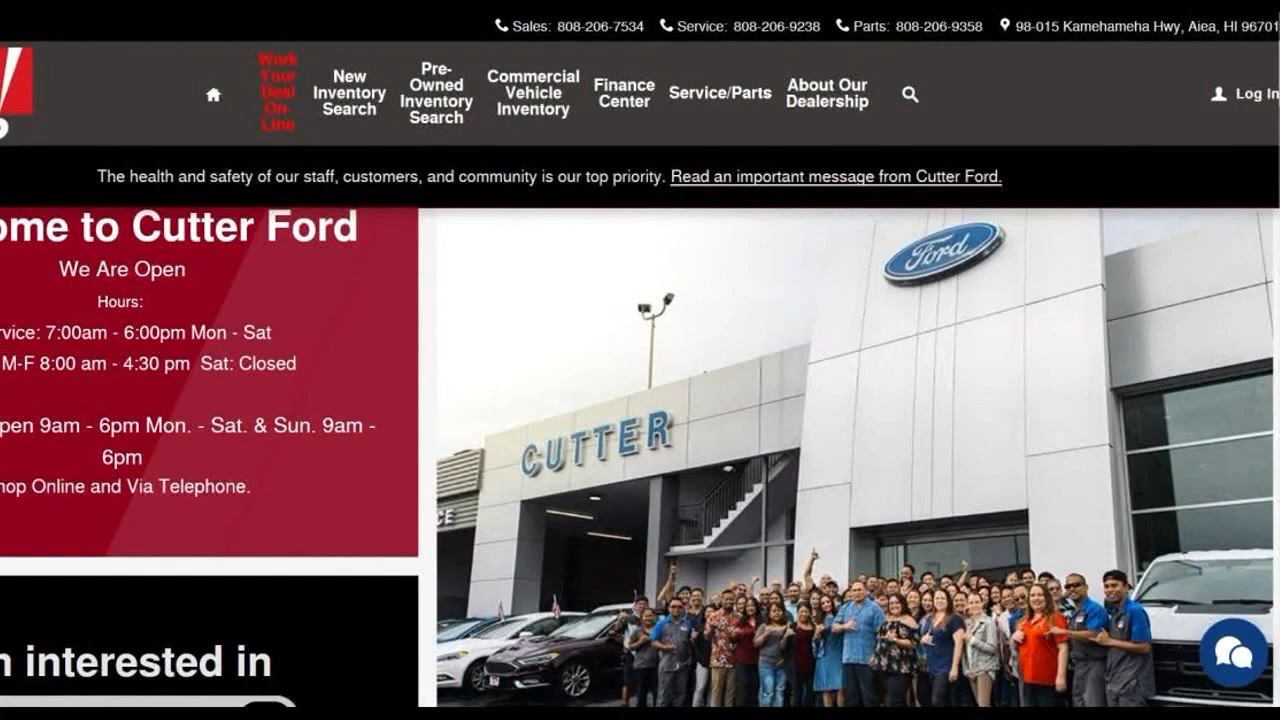 Sales: 808-206-7534 Service: 808-206-9238 Parts: 808-206-9358 98-015 Kamehameha Hwy, Aiea, HI 96701
Work
Your
Deal
On-
Line
New
Inventory
Search
Pre-
Owned
Inventory
Search
Commercial
Vehicle
Inventory
Finance
Center
Service/Parts
About Our
Dealership
Log In
The health and safety of our staff, customers, and community is our top priority. Read an important message from Cutter Ford.
ome to Cutter Ford
We Are Open
Hours:
rvice: 7:00am - 6:00pm Mon - Sat
M-F 8:00 am - 4:30 pm Sat: Closed
pen 9am - 6pm Mon. - Sat. & Sun. 9am -
6pm
hop Online and Via Telephone.
n interested in
Ford
CUTTER
CE